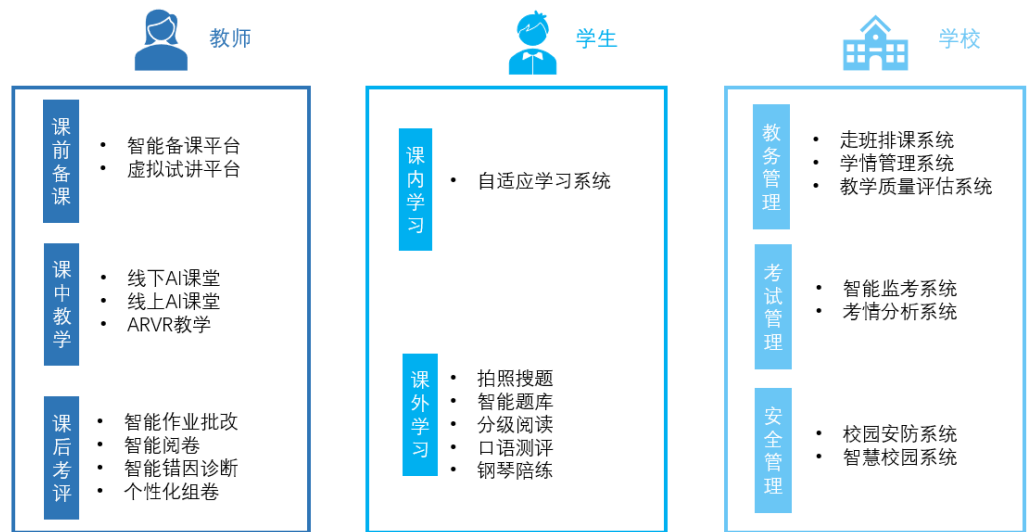 教师
课前备课
• 智能备课平台
• 虚拟试讲平台
课中教学
• 线下AI课堂
• 线上AI课堂
• ARVR教学
课后考评
• 智能作业批改
• 智能阅卷
• 智能错因诊断
• 个性化组卷
学生
课内学习
• 自适应学习系统
课外学习
• 拍照搜题
• 智能题库
• 分级阅读
• 口语测评
• 钢琴陪练
学校
教务管理
• 走班排课系统
• 学情管理系统
• 教学质量评估系统
考试管理
• 智能监考系统
• 考情分析系统
安全管理
• 校园安防系统
• 智慧校园系统